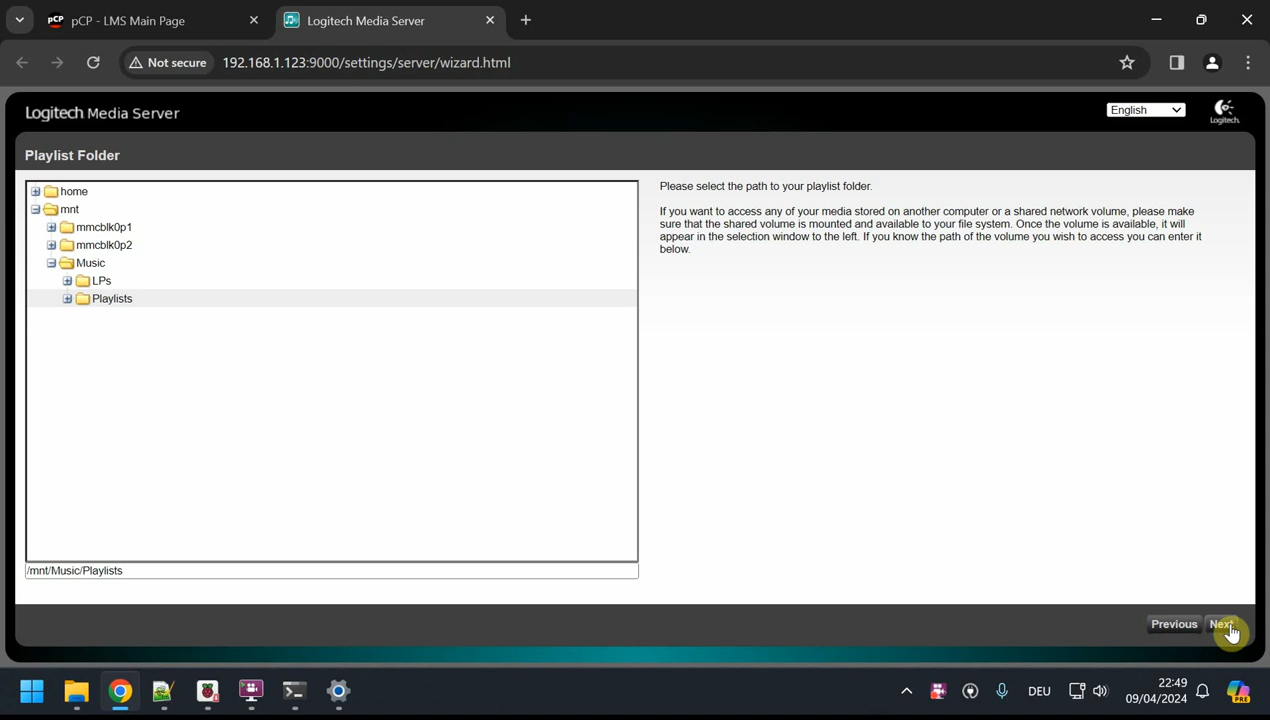 pCP pCP - LMS Main Page
Logitech Media Server
Not secure
192.168.1.123:9000/settings/server/wizard.html
Logitech Media Server
English
Logitech
Playlist Folder
home
mnt
mmcblk0p1
mmcblk0p2
Music
LPs
Playlists
/mnt/Music/Playlists
Please select the path to your playlist folder.
If you want to access any of your media stored on another computer or a shared network volume, please make
sure that the shared volume is mounted and available to your file system. Once the volume is available, it will
appear in the selection window to the left. If you know the path of the volume you wish to access you can enter it
below.
Previous
Next
DEU
22:49
09/04/2024
PRE